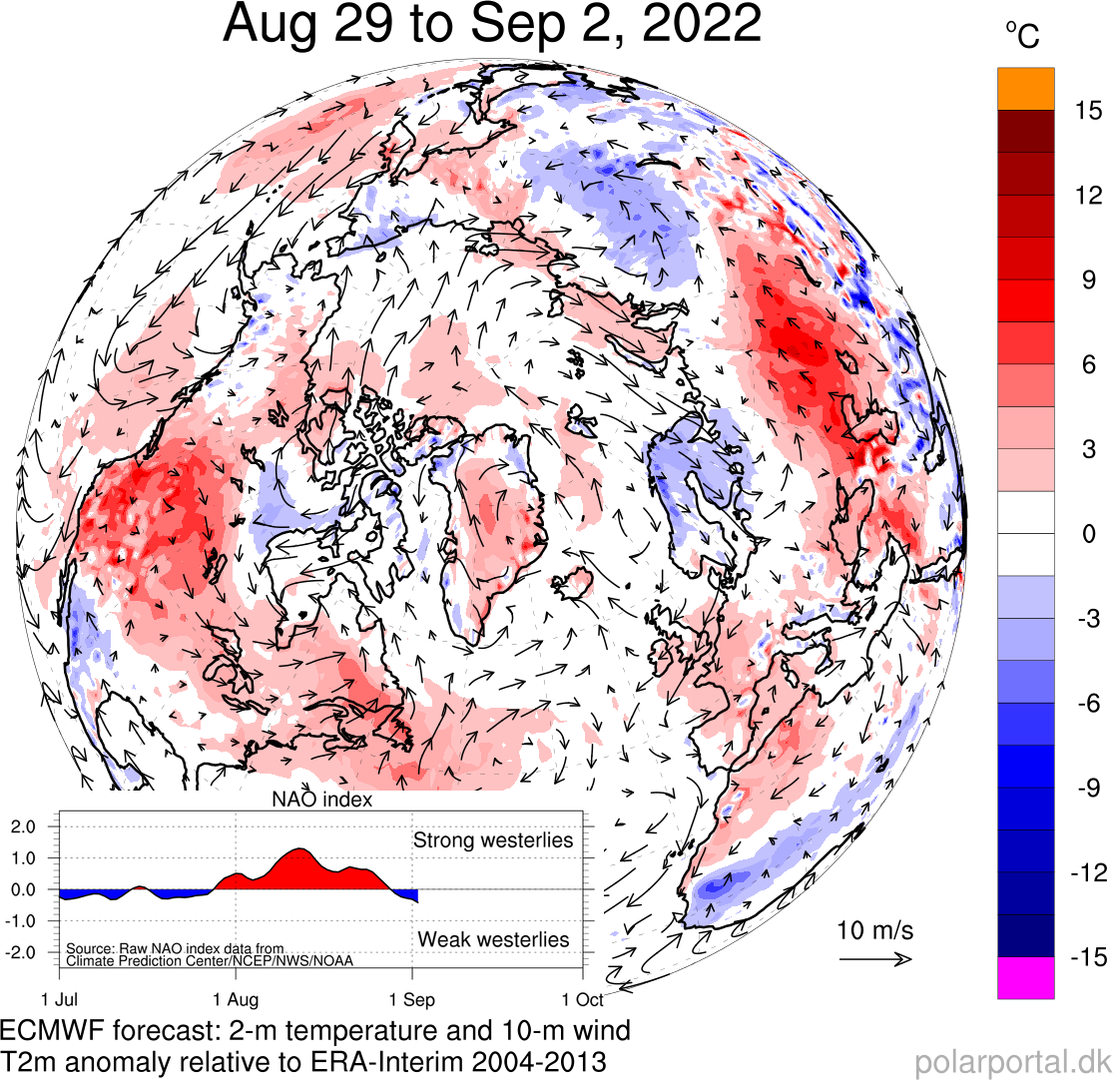 Aug 29 to Sep 2, 2022
ºC
15
12
9
6
3
0
-3
-6
-9
-12
-15
10 m/s
NAO index
2.0
1.0
0.0
-1.0
-2.0
Strong westerlies
Weak westerlies
Source: Raw NAO index data from
Climate Prediction Center/NCEP/NWS/NOAA
1 Jul 1 Aug 1 Sep 1 Oct
ECMWF forecast: 2-m temperature and 10-m wind
T2m anomaly relative to ERA-Interim 2004-2013
polarportal.dk